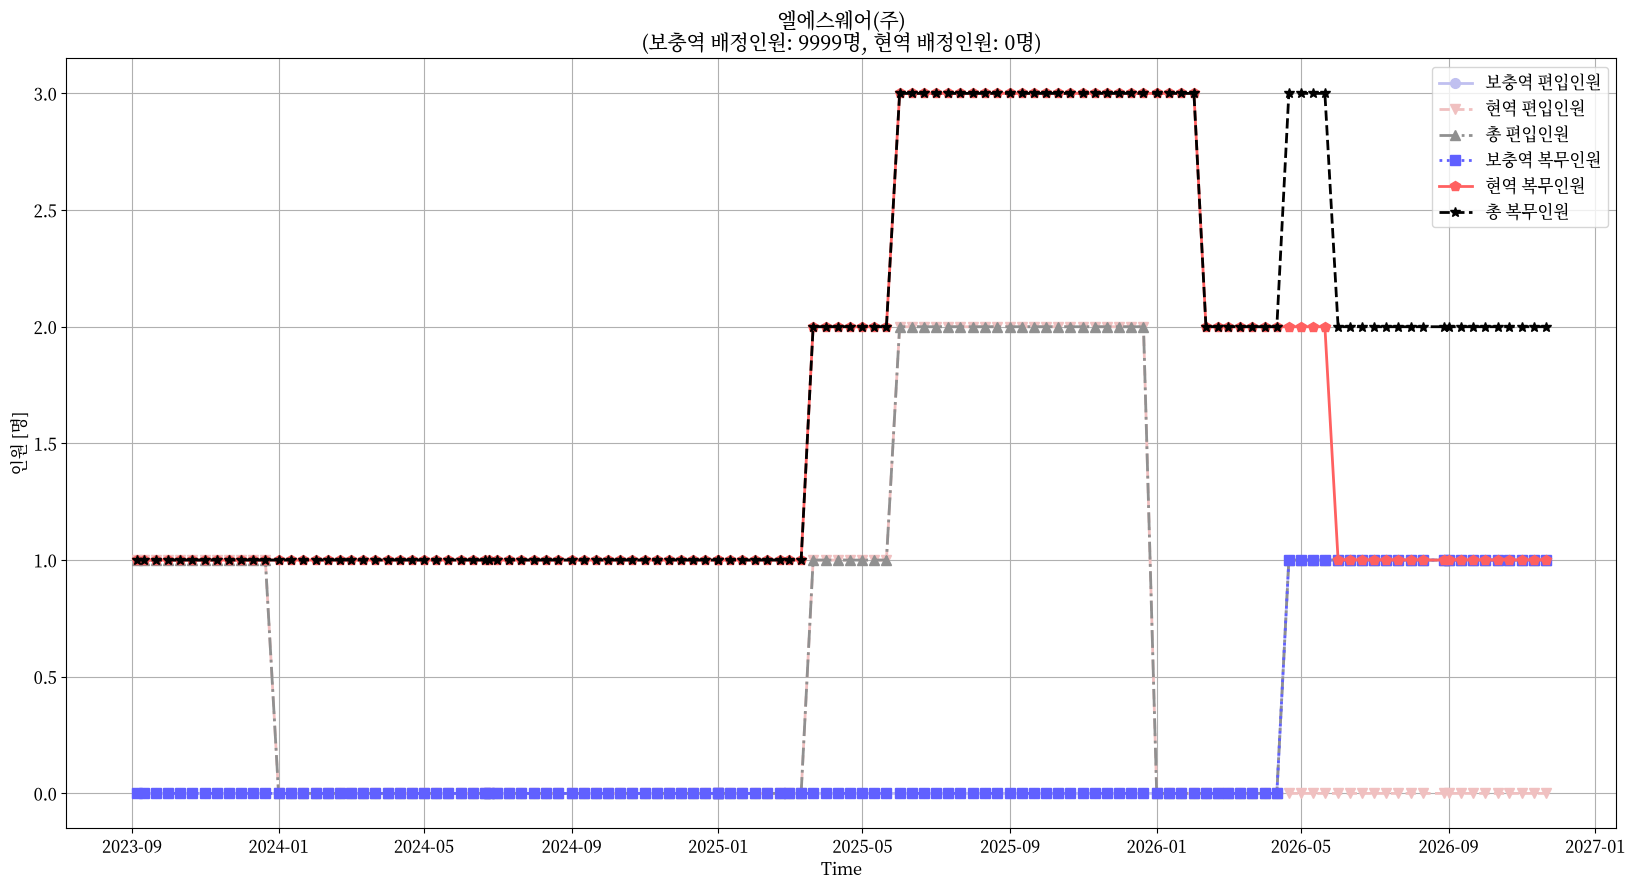 엘에스웨어(주)
(보충역 배정인원: 9999명, 현역 배정인원: 0명)
보충역 편입인원
현역 편입인원
총 편입인원
보충역 복무인원
현역 복무인원
총 복무인원
인원 [명]
3.0
2.5
2.0
1.5
1.0
0.5
0.0
2023-09 2024-01 2024-05 2024-09 2025-01 2025-05 2025-09 2026-01 2026-05 2026-09 2027-01
Time